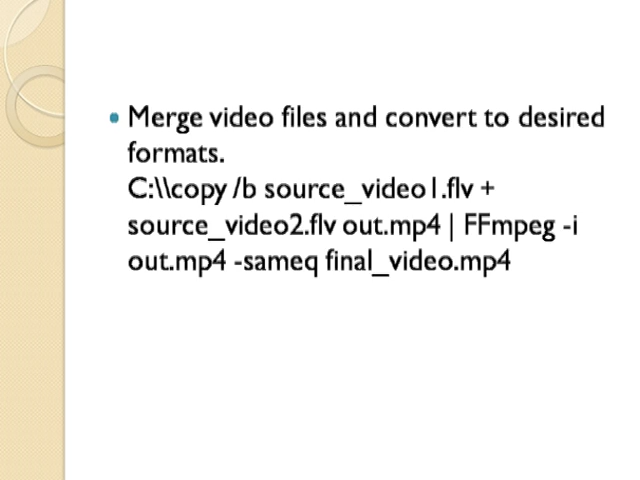 • Merge video files and convert to desired
formats.
C:\\copy /b source_video1.flv +
source_video2.flv out.mp4 | FFmpeg -i
out.mp4 -sameq final_video.mp4